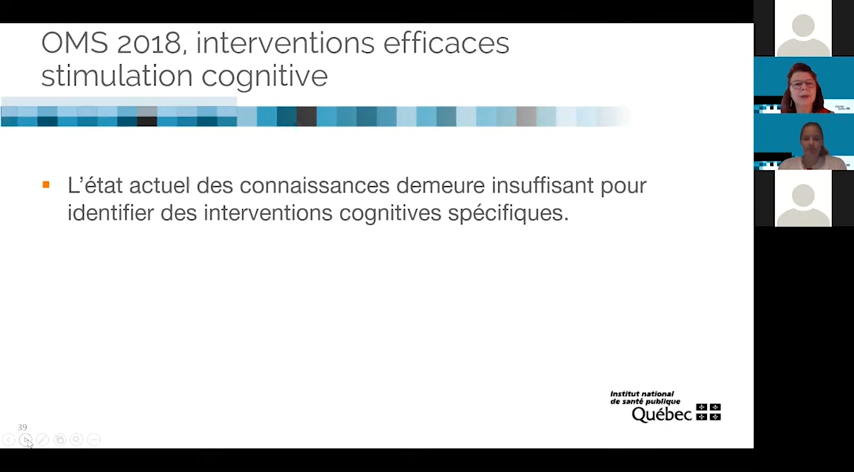 OMS 2018, interventions efficaces
stimulation cognitive
L'état actuel des connaissances demeure insuffisant pour
identifier des interventions cognitives spécifiques.
Institut national
de santé publique
Québec
39